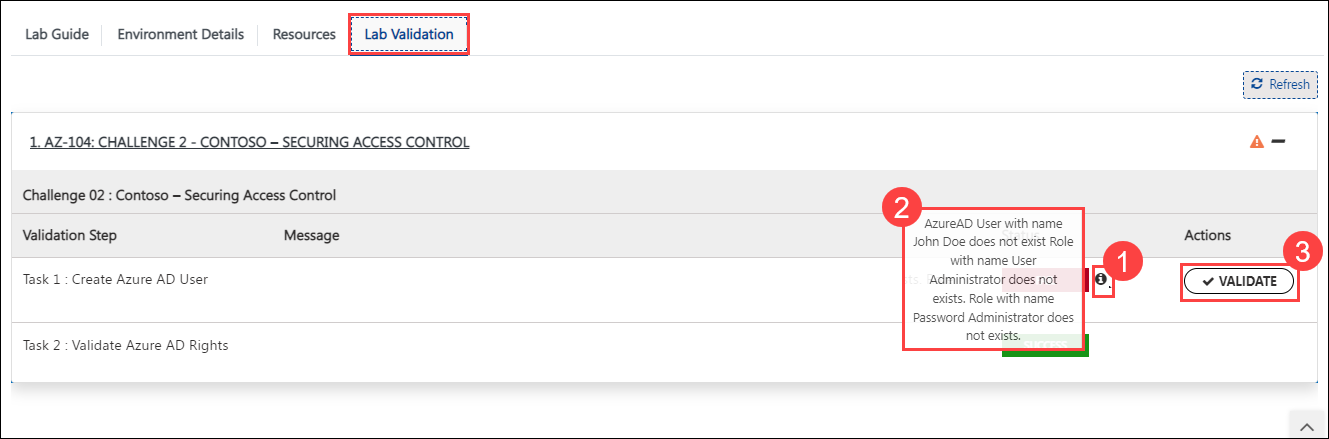 Lab Guide Environment Details Resources Lab Validation
Refresh
1. AZ-104: CHALLENGE 2 - CONTOSO – SECURING ACCESS CONTROL
Challenge 02 : Contoso – Securing Access Control
Validation Step Message Actions
2
AzureAD User with name
John Doe does not exist Role
with name User
Administrator does not
exists. Role with name
Password Administrator does
not exists.
1
3
Task 1 : Create Azure AD User VALIDATE
Task 2 : Validate Azure AD Rights SUCCESS